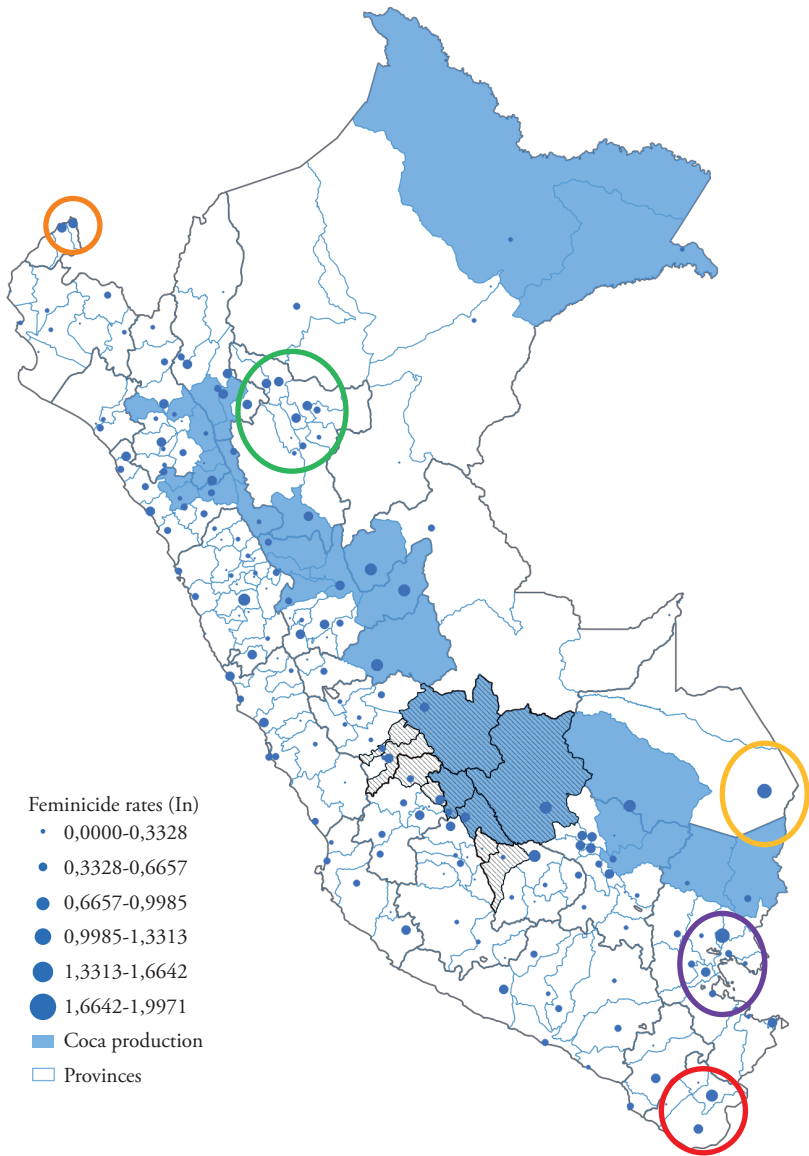 Feminicide rates (In)
0,0000-0,3328
0,3328-0,6657
0,6657-0,9985
0,9985-1,3313
1,3313-1,6642
1,6642-1,9971
Coca production
Provinces